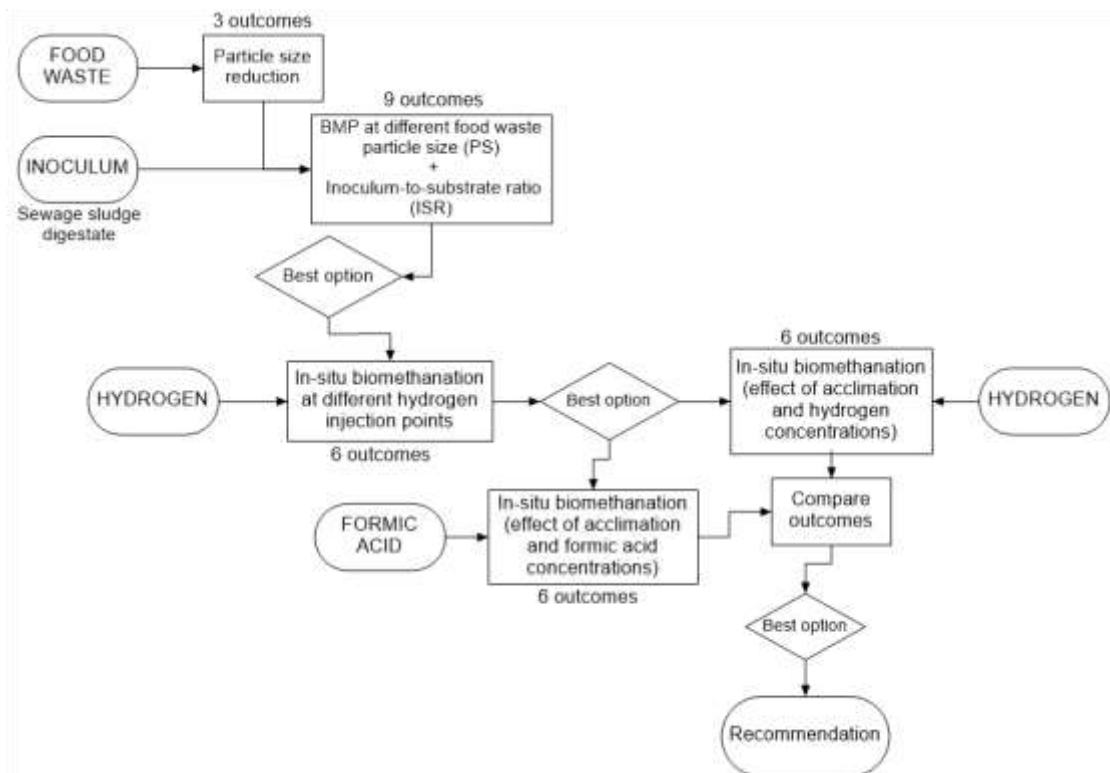 3 outcomes
FOOD
WASTE
Particle size
reduction
9 outcomes
BMP at different food waste
particle size (PS)
+
Inoculum-to-substrate ratio
(ISR)
INOCULUM
Sewage sludge
digestate
Best option
HYDROGEN
In-situ biomethanation
at different hydrogen
injection points
6 outcomes
Best option
6 outcomes
In-situ biomethanation
(effect of acclimation
and hydrogen
concentrations)
HYDROGEN
FORMIC
ACID
In-situ biomethanation
(effect of acclimation
and formic acid
concentrations)
6 outcomes
Compare
outcomes
Best option
Recommendation